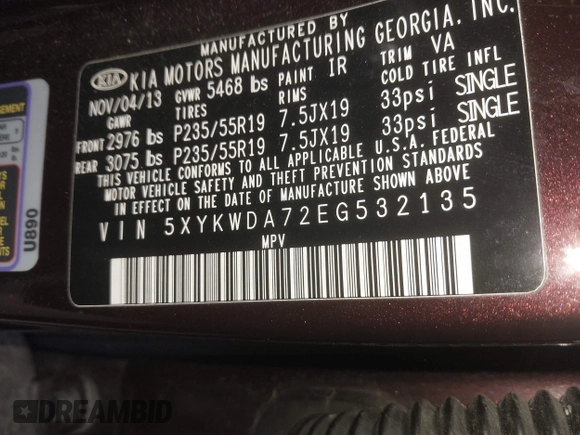 MANUFACTURED BY
KIA KIA MOTORS MANUFACTURING GEORGIA. INC.
NOV/04/13 GVWR 5468 lbs PAINT IR TRIM VA
GAWR TIRES RIMS COLD TIRE INFL
FRONT 2976 lbs P235/55R19 7.5JX19 33psi SINGLE
REAR 3075 lbs P235/55R19 7.5JX19 33psi SINGLE
THIS VEHICLE CONFORMS TO ALL APPLICABLE U.S.A. FEDERAL
MOTOR VEHICLE SAFETY AND THEFT PREVENTION STANDARDS
IN EFFECT ON THE DATE OF MANUFACTURE SHOWN ABOVE
VIN 5XYKWDA72EG532135
MPV
U890
DREAMBID